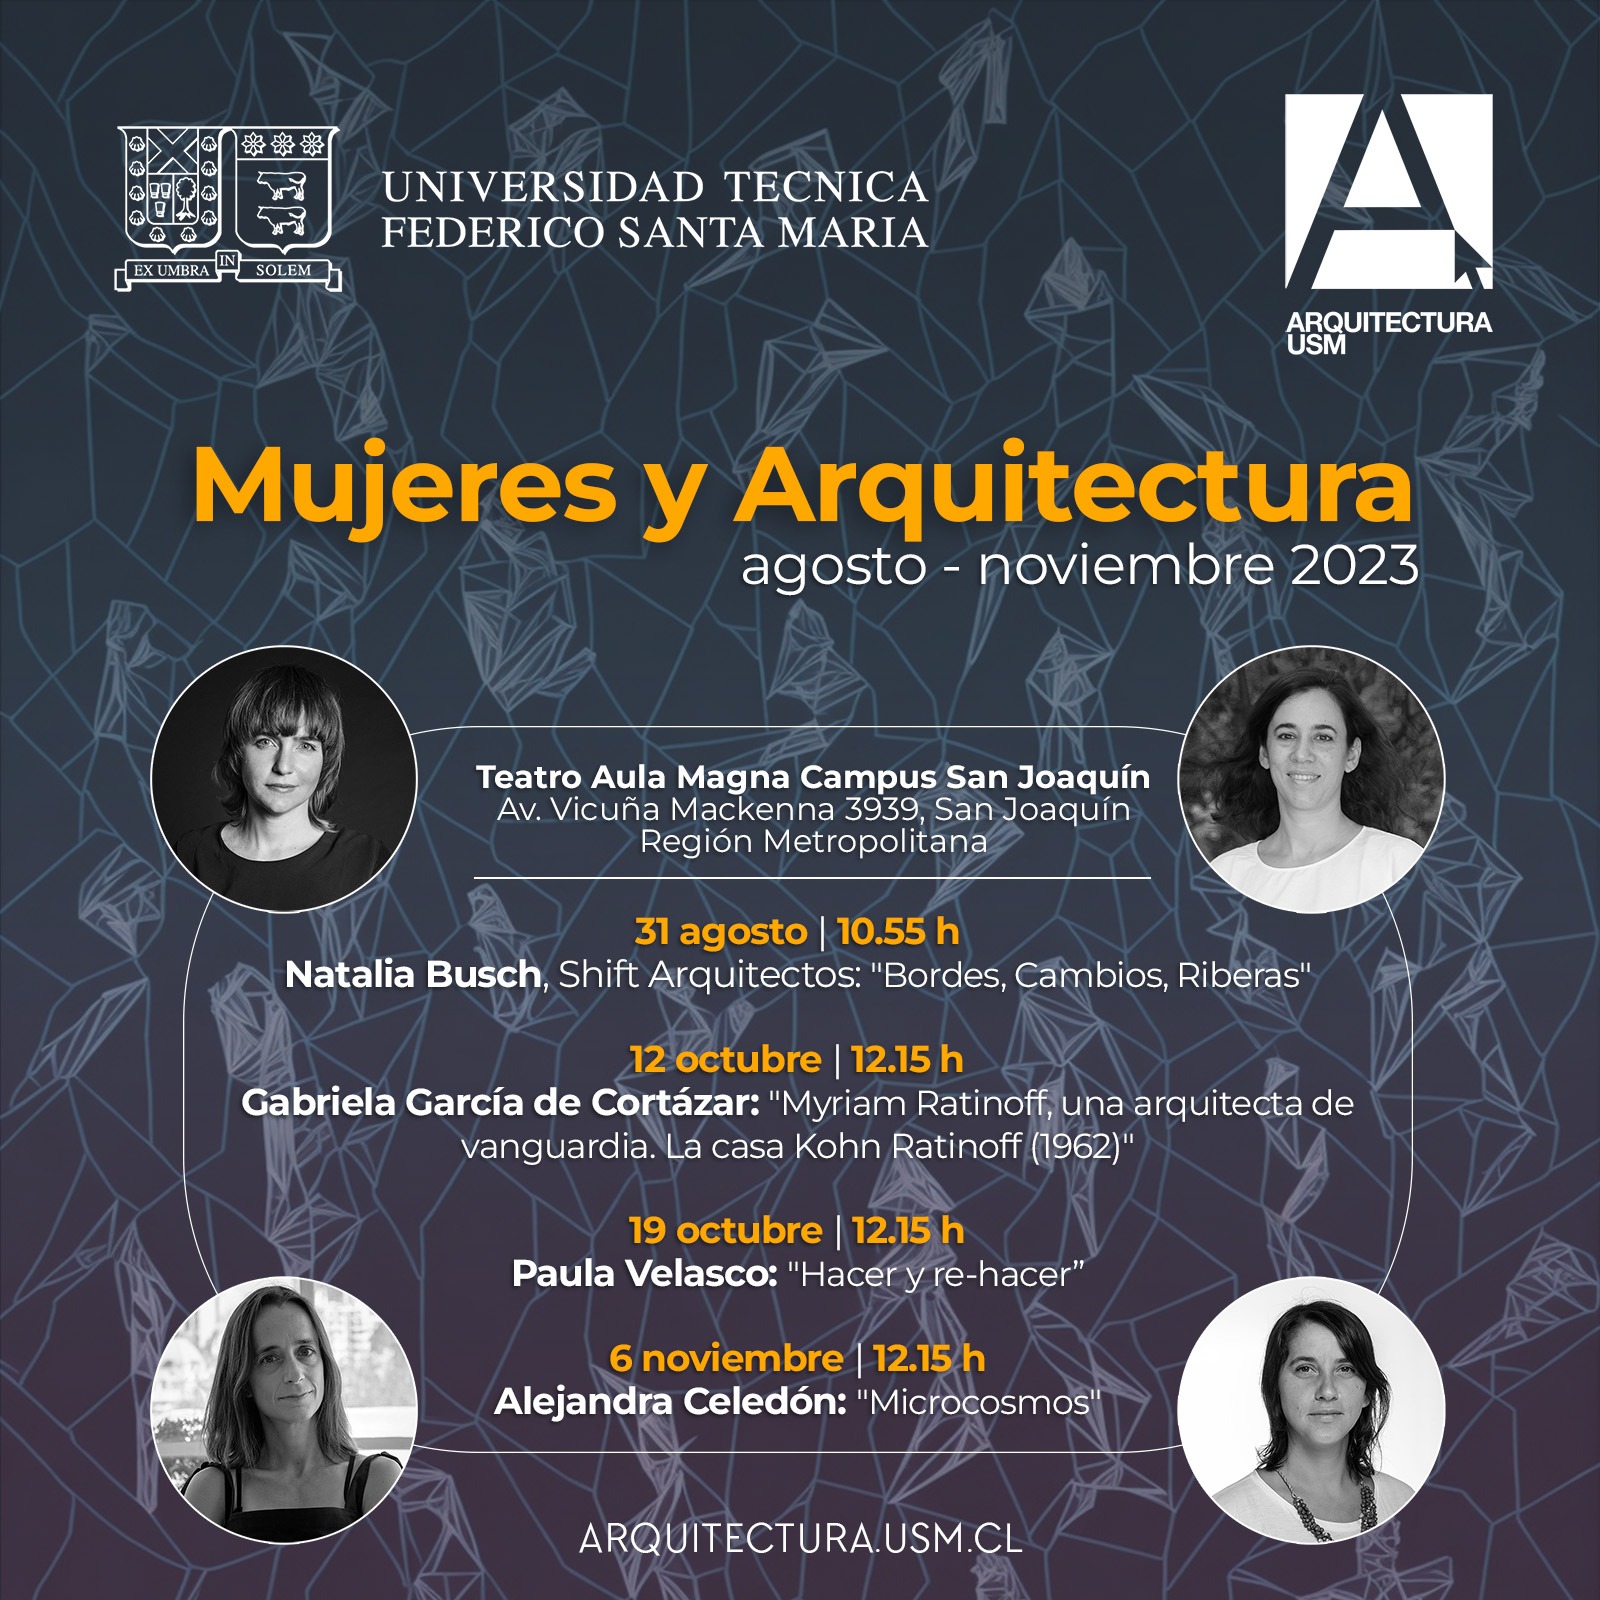 EX UMBRA IN SOLEM
UNIVERSIDAD TECNICA
FEDERICO SANTA MARIA
ARQUITECTURA
USM
Mujeres y Arquitectura
agosto - noviembre 2023
Teatro Aula Magna Campus San Joaquín
Av. Vicuña Mackenna 3939, San Joaquín
Región Metropolitana
31 agosto | 10.55 h
Natalia Busch, Shift Arquitectos: "Bordes, Cambios, Riberas"
12 octubre | 12.15 h
Gabriela García de Cortázar: "Myriam Ratinoff, una arquitecta de
vanguardia. La casa Kohn Ratinoff (1962)"
19 octubre | 12.15 h
Paula Velasco: "Hacer y re-hacer”
6 noviembre | 12.15 h
Alejandra Celedón: "Microcosmos"
ARQUITECTURA.USM.CL